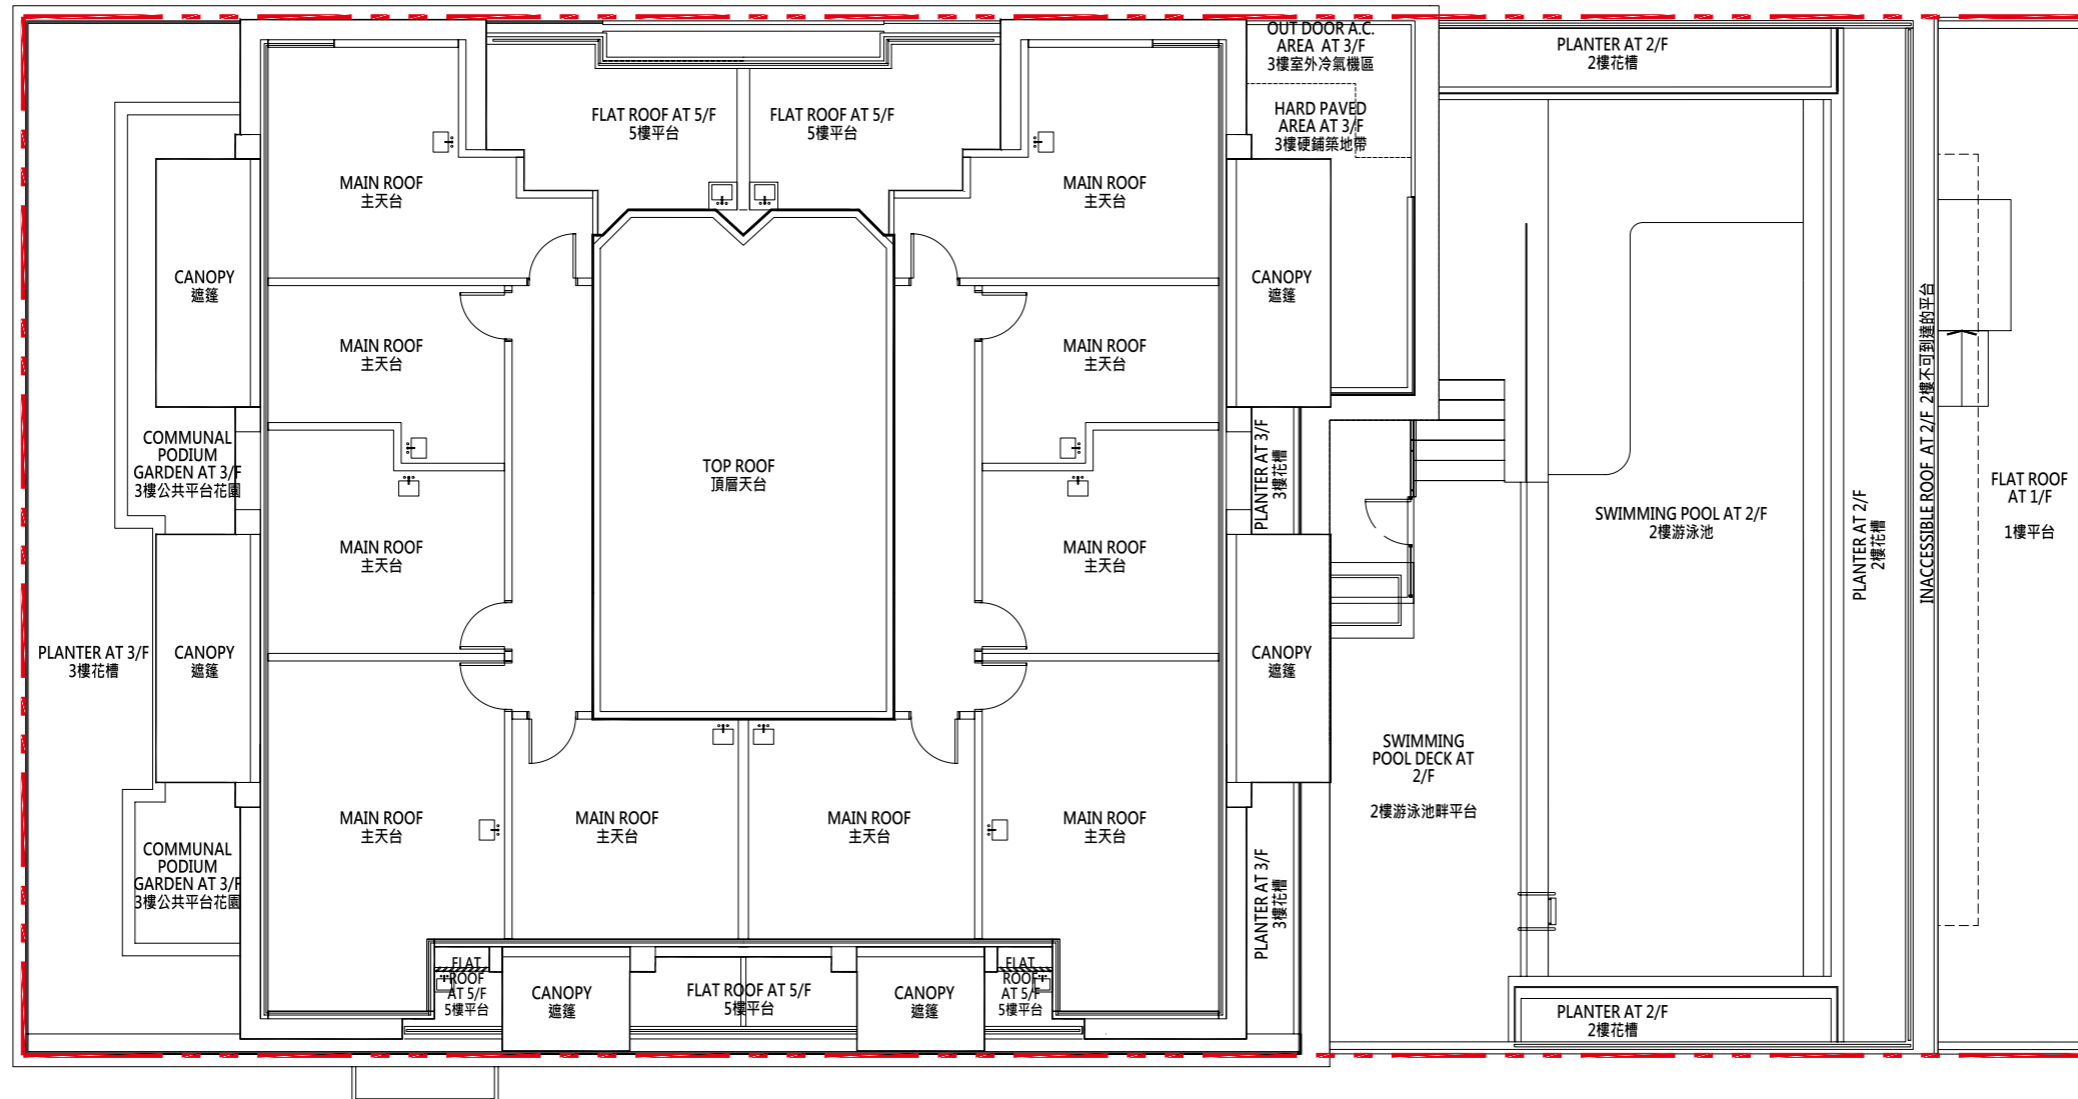 OUT DOOR A.C.
AREA AT 3/F
3樓室外冷氣機區
HARD PAVED
AREA AT 3/F
3樓硬鋪築地帶
PLANTER AT 2/F
2樓花槽
FLAT ROOF AT 5/F
5樓平台
FLAT ROOF AT 5/F
5樓平台
MAIN ROOF
主天台
MAIN ROOF
主天台
CANOPY
遮篷
CANOPY
遮篷
MAIN ROOF
主天台
MAIN ROOF
主天台
COMMUNAL
PODIUM
GARDEN AT 3/F
3樓公共平台花園
TOP ROOF
頂層天台
PLANTER AT 3/F
3樓花槽
SWIMMING POOL AT 2/F
2樓游泳池
PLANTER AT 2/F
2樓花槽
INACCESSIBLE ROOF AT 2/F 2樓不可到達的平台
FLAT ROOF
AT 1/F
1樓平台
MAIN ROOF
主天台
MAIN ROOF
主天台
PLANTER AT 3/F
3樓花槽
CANOPY
遮篷
CANOPY
遮篷
SWIMMING
POOL DECK AT
2/F
2樓游泳池畔平台
MAIN ROOF
主天台
MAIN ROOF
主天台
MAIN ROOF
主天台
MAIN ROOF
主天台
COMMUNAL
PODIUM
GARDEN AT 3/F
3樓公共平台花園
PLANTER AT 3/F
3樓花槽
FLAT
ROOF
AT 5/F
5樓平台
CANOPY
遮篷
FLAT ROOF AT 5/F
5樓平台
CANOPY
遮篷
FLAT
ROOF
AT 5/F
5樓平台
PLANTER AT 2/F
2樓花槽